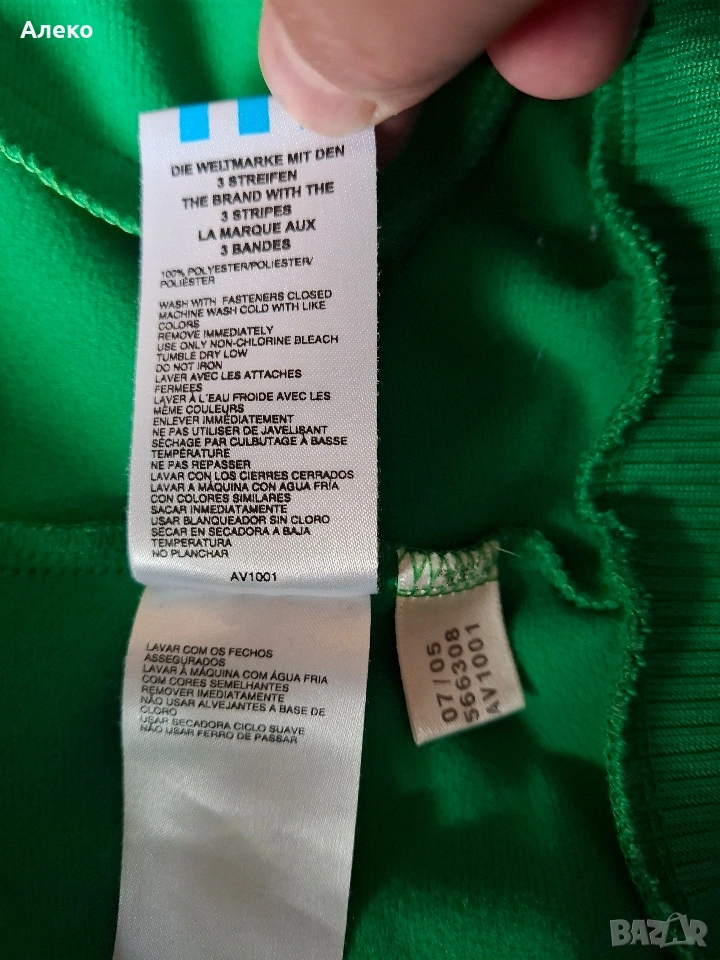 Алеко
DIE WELTMARKE MIT DEN
3 STREIFEN
THE BRAND WITH THE
3 STRIPES
LA MARQUE AUX
3 BANDES
100% POLYESTER/POLIESTER/
POLIÉSTER
WASH WITH FASTENERS CLOSED
MACHINE WASH COLD WITH LIKE
COLORS
REMOVE IMMEDIATELY
USE ONLY NON-CHLORINE BLEACH
TUMBLE DRY LOW
DO NOT IRON
LAVER AVEC LES ATTACHES
FERMEES
LAVER À L'EAU FROIDE AVEC LES
MÊME COULEURS
ENLEVER IMMÉDIATEMENT
NE PAS UTILISER DE JAVELISANT
SÉCHAGE PAR CULBUTAGE À BASSE
TEMPÉRATURE
NE PAS REPASSER
LAVAR CON LOS CIERRES CERRADOS
LAVAR A MÁQUINA CON AGUA FRÍA
CON COLORES SIMILARES
SACAR INMEDIATAMENTE
USAR BLANQUEADOR SIN CLORO
SÉCAR EN SECADORA A BAJA
TEMPERATURA
NO PLANCHAR
AV1001
LAVAR COM OS FECHOS
ASSEGURADOS
LAVAR À MÁQUINA COM ÁGUA FRIA
COM CORES SEMELHANTES
REMOVER IMEDIATAMENTE
NÃO USAR ALVEJANTES A BASE DE
CLORO
USAR SECADORA CICLO SUAVE
NÃO USAR FERRO DE PASSAR
07/05
566308
AV1001
BAZAR